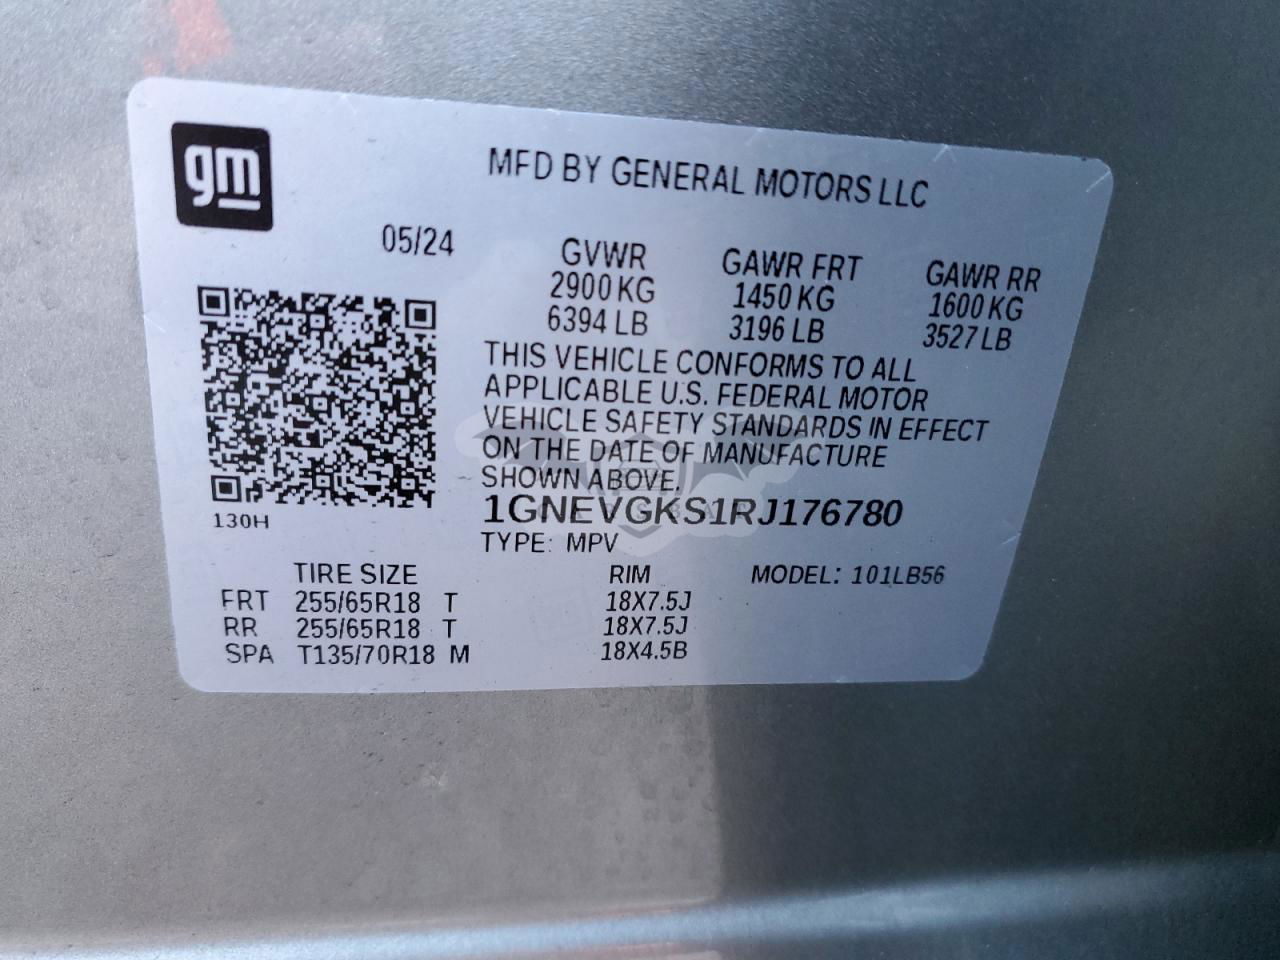 gm
MFD BY GENERAL MOTORS LLC
05/24
GVWR GAWR FRT GAWR RR
2900 KG 1450 KG 1600 KG
6394 LB 3196 LB 3527 LB
THIS VEHICLE CONFORMS TO ALL
APPLICABLE U.S. FEDERAL MOTOR
VEHICLE SAFETY STANDARDS IN EFFECT
ON THE DATE OF MANUFACTURE
SHOWN ABOVE.
1GNEVGKS1RJ176780
130H
TYPE: MPV
TIRE SIZE RIM MODEL: 101LB56
FRT 255/65R18 T 18X7.5J
RR 255/65R18 T 18X7.5J
SPA T135/70R18 M 18X4.5B